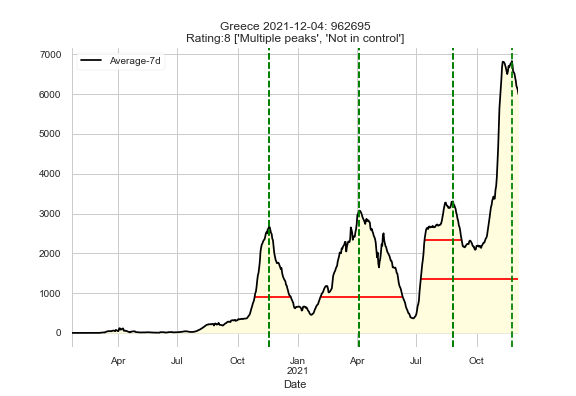 Greece 2021-12-04: 962695
Rating:8 ['Multiple peaks', 'Not in control']
Average-7d
7000
6000
5000
4000
3000
2000
1000
0
Apr Jul Oct Jan Apr Jul Oct
2021
Date